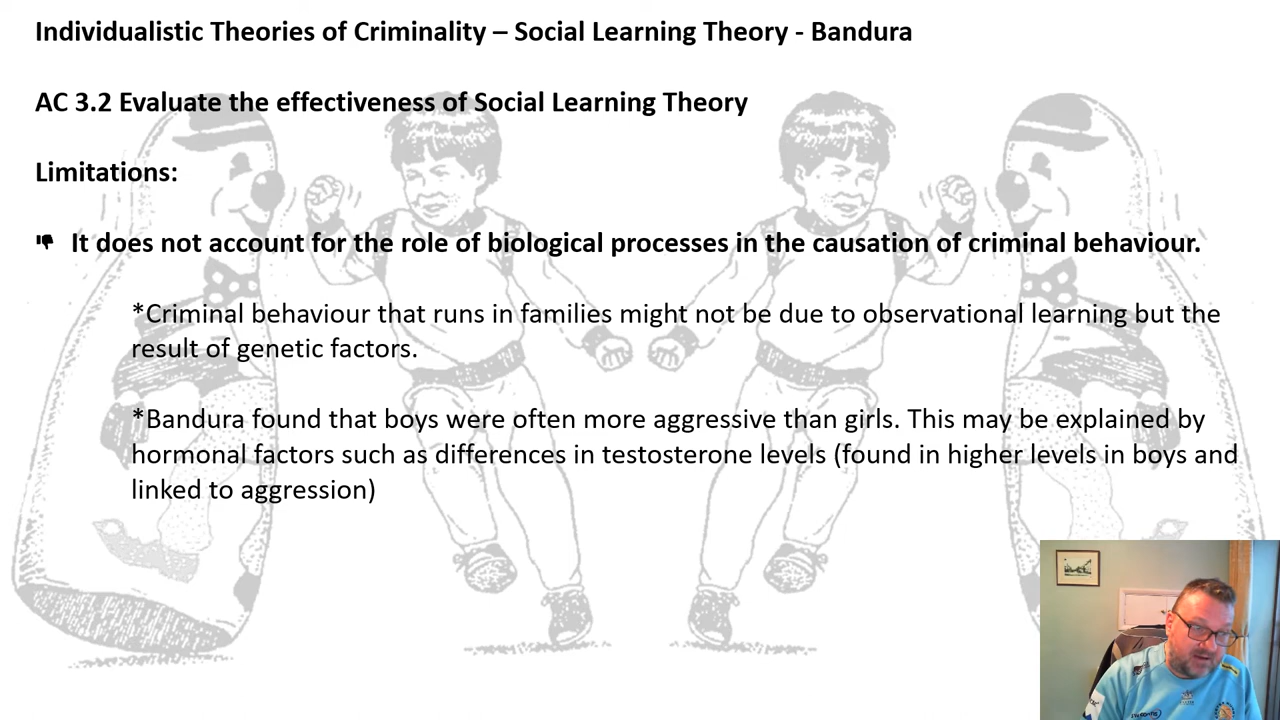 Individualistic Theories of Criminality – Social Learning Theory - Bandura
AC 3.2 Evaluate the effectiveness of Social Learning Theory
Limitations:
It does not account for the role of biological processes in the causation of criminal behaviour.
*Criminal behaviour that runs in families might not be due to observational learning but the
result of genetic factors.
*Bandura found that boys were often more aggressive than girls. This may be explained by
hormonal factors such as differences in testosterone levels (found in higher levels in boys and
linked to aggression)